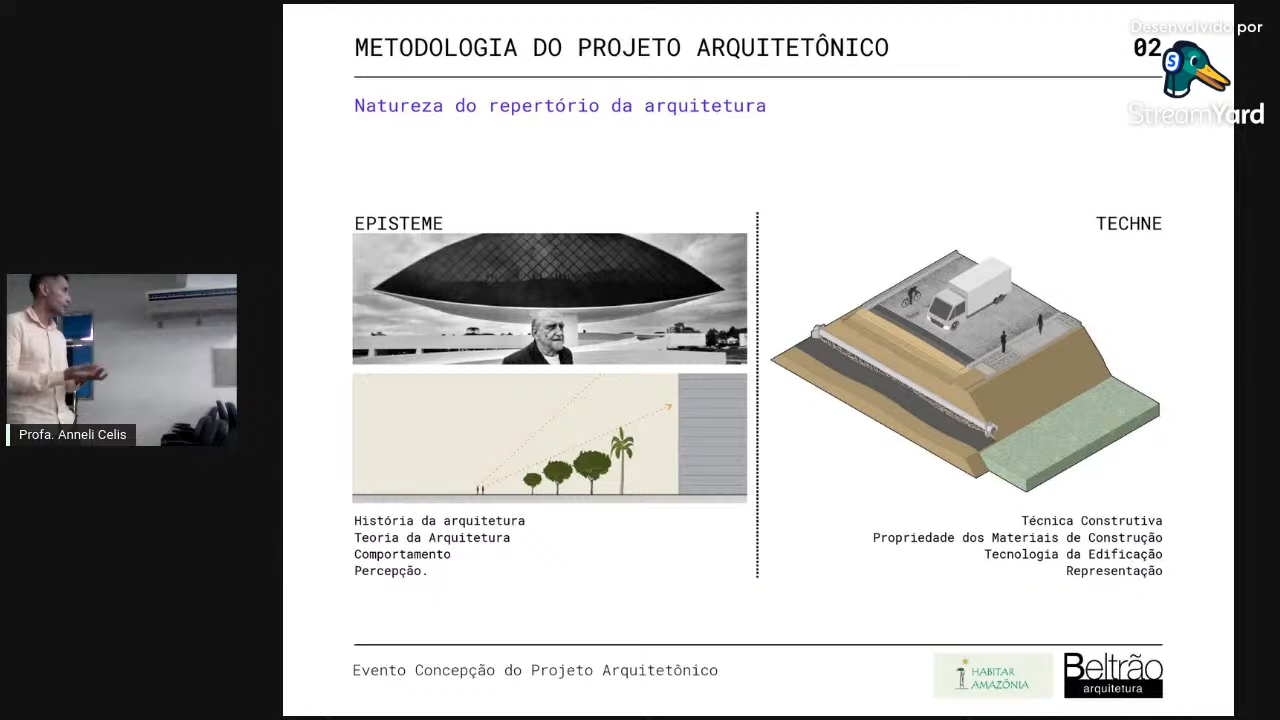 METODOLOGIA DO PROJETO ARQUITETÔNICO
02
Desenvolvido por
S
StreamYard
Natureza do repertório da arquitetura
EPISTEME
História da arquitetura
Teoria da Arquitetura
Comportamento
Percepção.
TECHNE
Técnica Construtiva
Propriedade dos Materiais de Construção
Tecnologia da Edificação
Representação
Profa. Anneli Celis
Evento Concepção do Projeto Arquitetônico
HABITAR
AMAZÔNIA
Beltrão
arquitetura